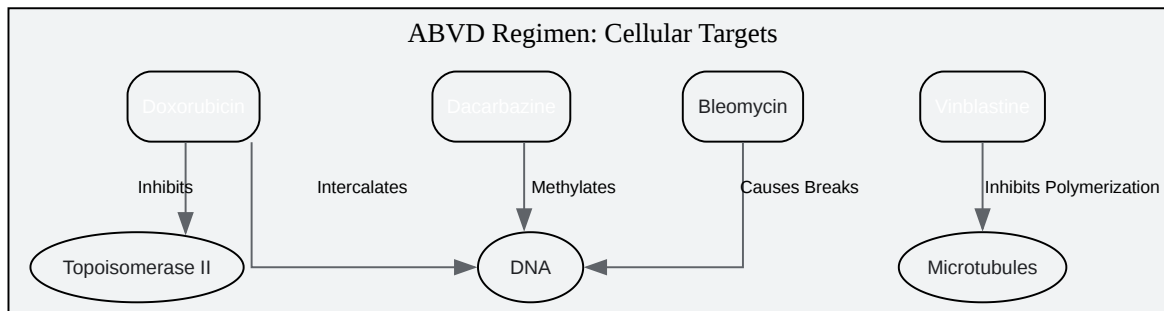 ABVD Regimen: Cellular Targets
Doxorubicin
Dacarbazine
Bleomycin
Vinblastine
Inhibits
Intercalates
Methylates
Causes Breaks
Inhibits Polymerization
Topoisomerase II
DNA
Microtubules